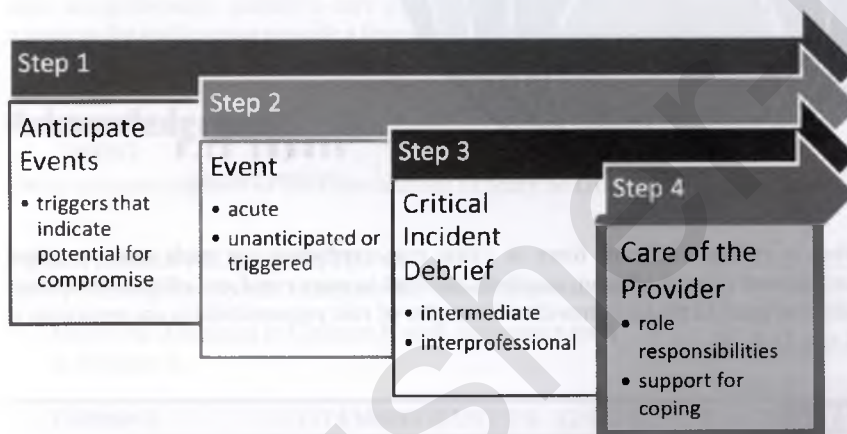 Step 1
Anticipate
Events
• triggers that
indicate
potential for
compromise
Step 2
Event
• acute
• unanticipated or
triggered
Step 3
Critical
Incident
Debrief
• intermediate
• interprofessional
Step 4
Care of the
Provider
• role
responsibilities
• support for
coping